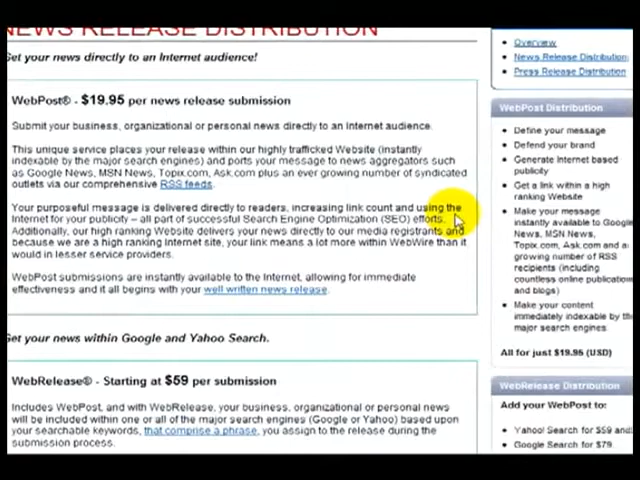 NEWS RELEASE DISTRIBUTION
Get your news directly to an Internet audience!
WebPost® - $19.95 per news release submission
Submit your business, organizational or personal news directly to an Internet audience.
This unique service places your release within our highly trafficked Website (instantly
indexable by the major search engines) and ports your message to news aggregators such
as Google News, MSN News, Topix.com, Ask.com plus an ever growing number of syndicated
outlets via our comprehensive RSS feeds.
Your purposeful message is delivered directly to readers, increasing link count and using the
Internet for your publicity – all part of successful Search Engine Optimization (SEO) efforts.
Additionally, our high ranking Website delivers your news directly to our media registrants and
because we are a high ranking Internet site, your link means a lot more within WebWire than it
would in lesser service providers.
WebPost submissions are instantly available to the Internet, allowing for immediate
effectiveness and it all begins with your well written news release.
Get your news within Google and Yahoo Search.
WebRelease® - Starting at $59 per submission
Includes WebPost, and with WebRelease, your business, organizational or personal news
will be included within one or all of the major search engines (Google or Yahoo) based upon
your searchable keywords, that comprise a phrase, you assign to the release during the
submission process.
Overview
News Release Distribution
Press Release Distribution
WebPost Distribution
Define your message
Defend your brand
Generate Internet based
publicity
Get a link within a high
ranking Website
Make your message
instantly available to Google
News, MSN News,
Topix.com, Ask.com and a
growing number of RSS
recipients (including
countless online publications
and blogs)
Make your content
immediately indexable by the
major search engines.
All for just $19.95 (USD)
WebRelease Distribution
Add your WebPost to:
Yahoo! Search for $59 and/
Google Search for $79.